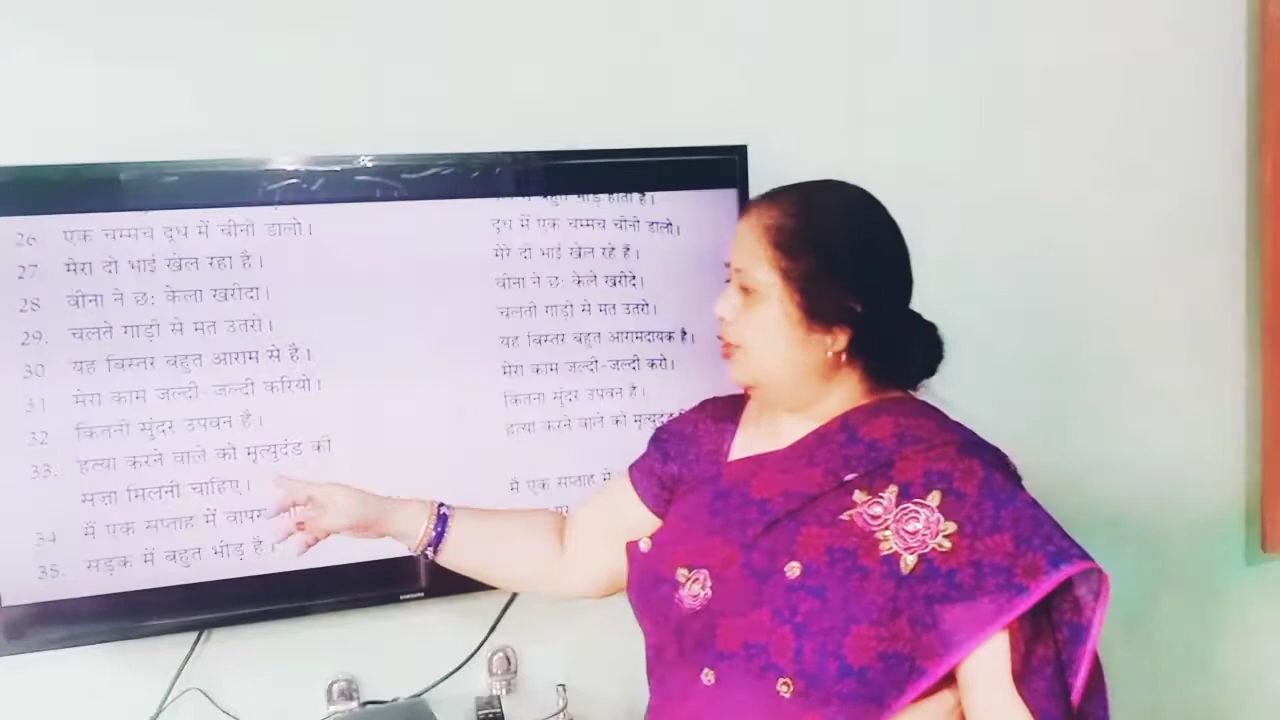 बहुत भीड़ होती है।
26. एक चम्मच दूध में चीनी डालो। दूध में एक चम्मच चीनी डालो।
27 मेरा दो भाई खेल रहा है। मेरे दो भाई खेल रहे हैं।
28 वीना ने छः केला खरीदा। वीना ने छः केले खरीदे।
29. चलते गाड़ी से मत उतरो। चलती गाड़ी से मत उतरो।
30 यह बिस्तर बहुत आराम से है। यह बिस्तर बहुत आरामदायक है।
31 मेरा काम जल्दी-जल्दी करियो। मेरा काम जल्दी-जल्दी करो।
32 कितनी सुंदर उपवन है। कितना सुंदर उपवन है।
33. हत्या करने वाले को मृत्युदंड की हत्या करने वाले को मृत्युदंड
सज़ा मिलनी चाहिए।
34 मैं एक सप्ताह में वापस मैं एक सप्ताह में
35. सड़क में बहुत भीड़ है।
SAMSUNG